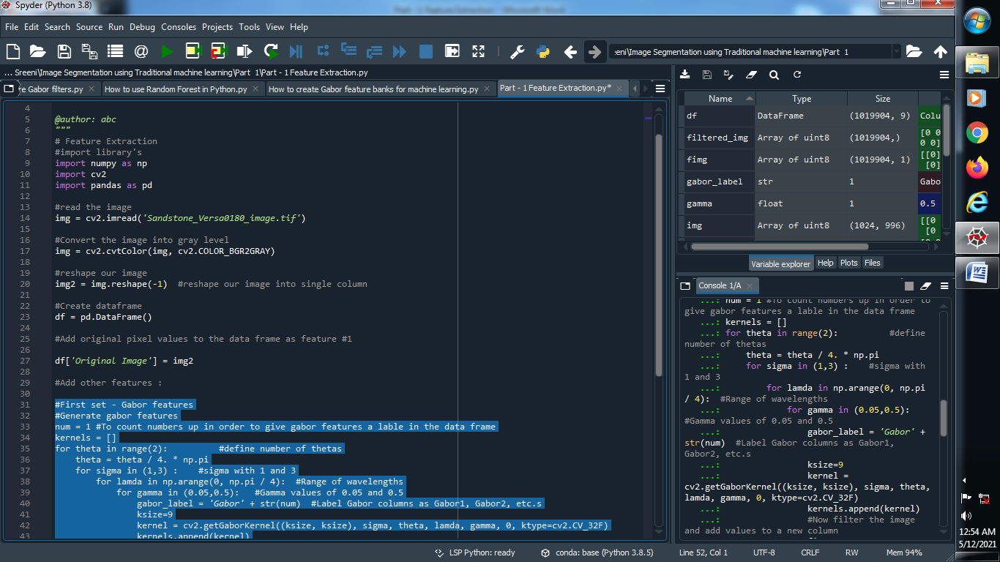 Spyder (Python 3.8)
File Edit Search Source Run Debug Consoles Projects Tools View Help
:eni\Image Segmentation using Traditional machine learning\Part 1
... Sreeni\Image Segmentation using Traditional machine learning\Part 1\Part - 1 Feature Extraction.py
re Gabor filters.py How to use Random Forest in Python.py How to create Gabor feature banks for machine learning.py Part - 1 Feature Extraction.py*
4
5 @author: abc
6 """
7 # Feature Extraction
8 #import library's
9 import numpy as np
10 import cv2
11 import pandas as pd
12
13 #read the image
14 img = cv2.imread('Sandstone_Versa0180_image.tif')
15
16 #Convert the image into gray level
17 img = cv2.cvtColor(img, cv2.COLOR_BGR2GRAY)
18
19 #reshape our image
20 img2 = img.reshape(-1)  #reshape our image into single column
21
22 #Create dataframe
23 df = pd.DataFrame()
24
25 #Add original pixel values to the data frame as feature #1
26
27 df['Original Image'] = img2
28
29 #Add other features :
30
31 #First set - Gabor features
32 #Generate gabor features
33 num = 1 #To count numbers up in order to give gabor features a lable in the data frame
34 kernels = []
35 for theta in range(2):          #define number of thetas
36     theta = theta / 4. * np.pi
37     for sigma in (1,3) :    #sigma with 1 and 3
38         for lamda in np.arange(0, np.pi / 4):  #Range of wavelengths
39             for gamma in (0.05,0.5):   #Gamma values of 0.05 and 0.5
40                 gabor_label = 'Gabor' + str(num)  #Label Gabor columns as Gabor1, Gabor2, etc.s
41                 ksize=9
42                 kernel = cv2.getGaborKernel((ksize, ksize), sigma, theta, lamda, gamma, 0, ktype=cv2.CV_32F)
43                 kernels.append(kernel)
Name Type Size
df DataFrame (1019904, 9) Colu
filtered_img Array of uint8 (1019904,) [0 0
0 0]
fimg Array of uint8 (1019904, 1) [[0]
[0]
gabor_label str 1 Gabo
gamma float 1 0.5
img Array of uint8 (1024, 996) [[0
[0
Variable explorer Help Plots Files
Console 1/A
...: num = 1 #To count numbers up in order to
give gabor features a lable in the data frame
...: kernels = []
...: for theta in range(2):          #define
number of thetas
...:     theta = theta / 4. * np.pi
...:     for sigma in (1,3) :    #sigma with
1 and 3
...:         for lamda in np.arange(0, np.pi
/ 4):  #Range of wavelengths
...:             for gamma in (0.05,0.5):
#Gamma values of 0.05 and 0.5
...:                 gabor_label = 'Gabor' +
str(num)  #Label Gabor columns as Gabor1,
Gabor2, etc.s
...:                 ksize=9
...:                 kernel =
cv2.getGaborKernel((ksize, ksize), sigma, theta,
lamda, gamma, 0, ktype=cv2.CV_32F)
...:                 kernels.append(kernel)
...:                 #Now filter the image
and add values to a new column
LSP Python: ready conda: base (Python 3.8.5) Line 52, Col 1 UTF-8 CRLF RW Mem 94%
12:54 AM
5/12/2021